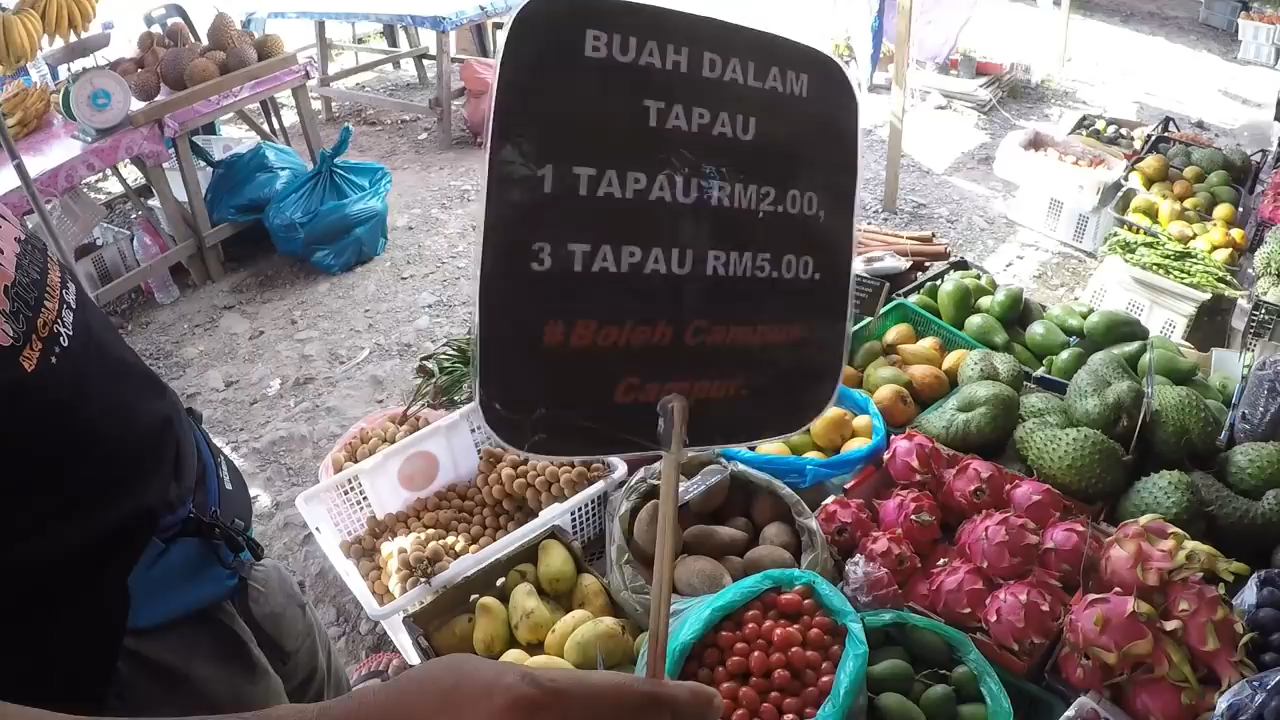 BUAH DALAM
TAPAU
1 TAPAU RM2.00,
3 TAPAU RM5.00.
#Boleh Campur-
Campur.